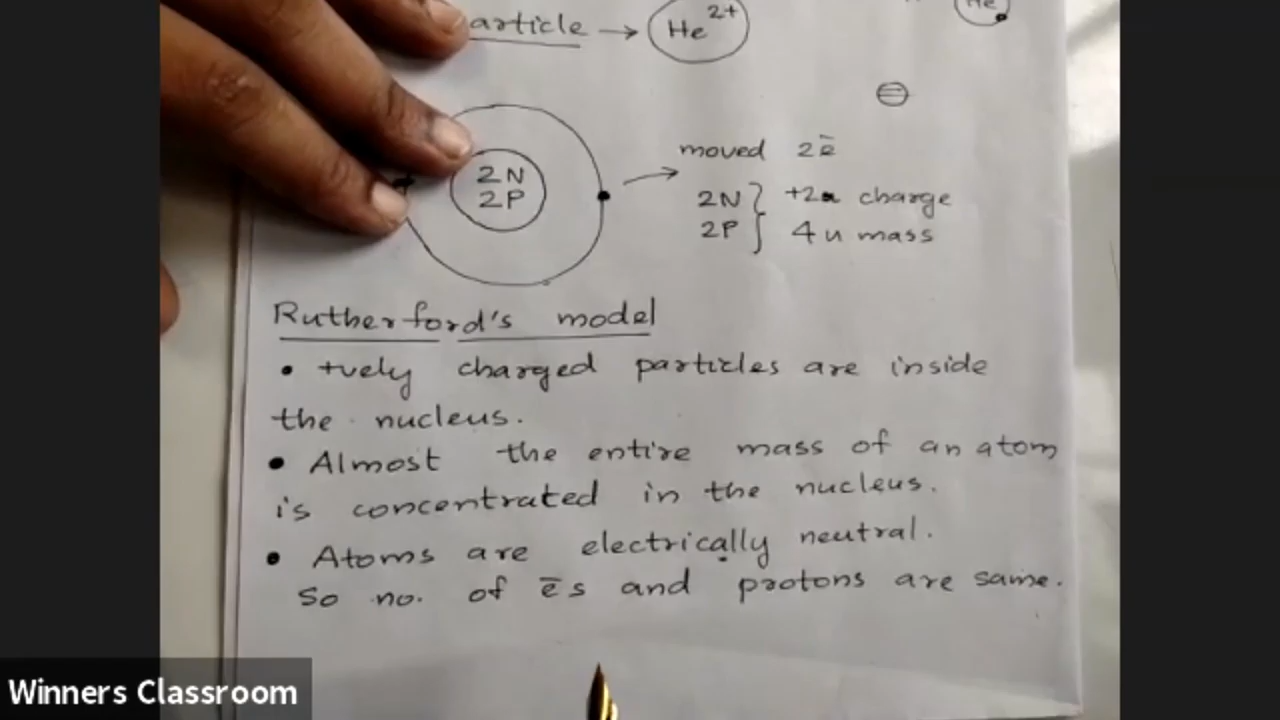 article → He2+
He
⊖
2N
2P
moved 2e̅
2N } +2 charge
2P } 4u mass
Rutherford's model
• +vely charged particles are inside
the nucleus.
• Almost the entire mass of an atom
is concentrated in the nucleus.
• Atoms are electrically neutral.
So no. of e̅s and protons are same.
Winners Classroom